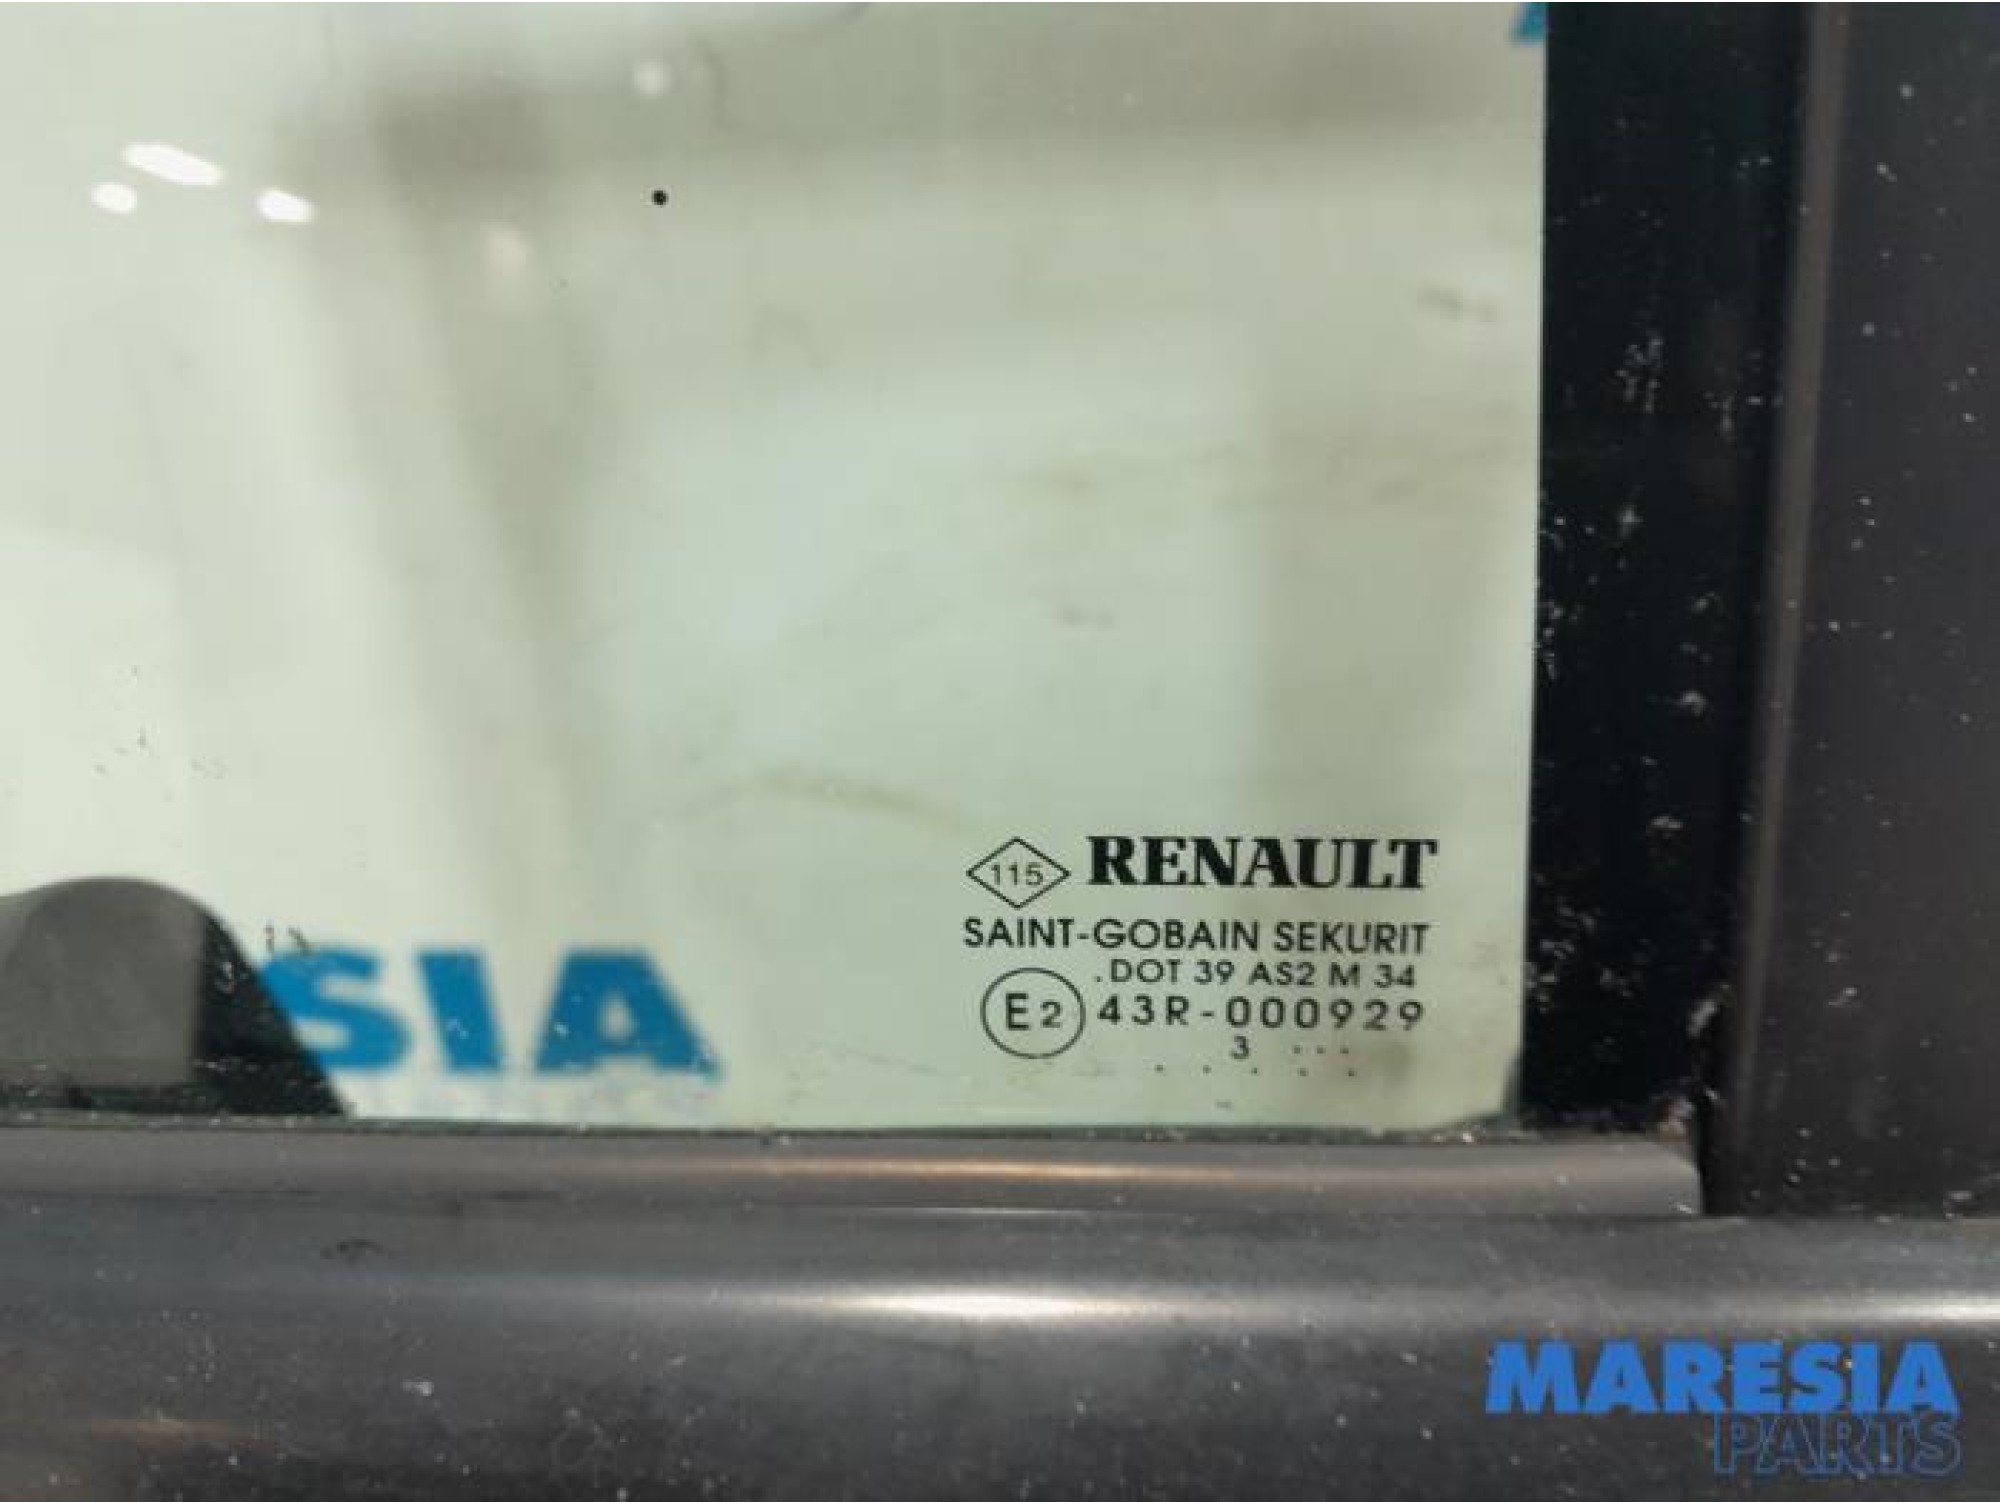 115 RENAULT
SAINT-GOBAIN SEKURIT
.DOT 39 AS2 M 34
E2 43R-000929
3 ...
. . . . .
SIA
MARESIA
PARTS